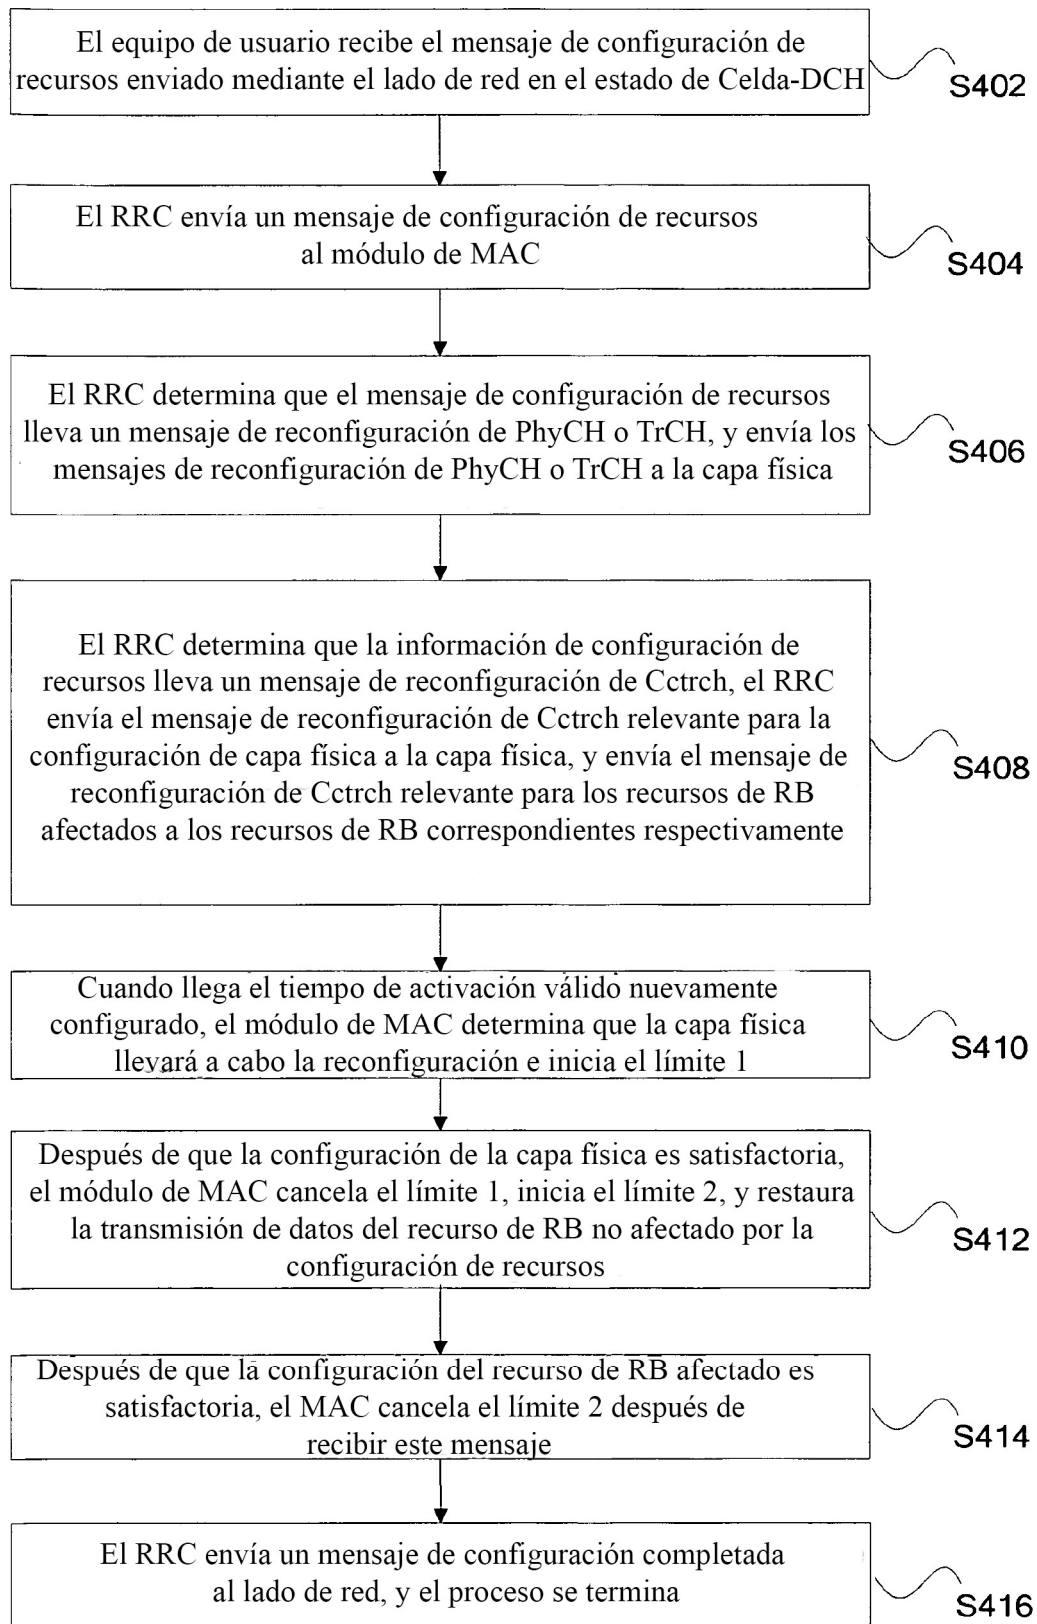 El equipo de usuario recibe el mensaje de configuración de
recursos enviado mediante el lado de red en el estado de Celda-DCH
S402
El RRC envía un mensaje de configuración de recursos
al módulo de MAC
S404
El RRC determina que el mensaje de configuración de recursos
lleva un mensaje de reconfiguración de PhyCH o TrCH, y envía los
mensajes de reconfiguración de PhyCH o TrCH a la capa física
S406
El RRC determina que la información de configuración de
recursos lleva un mensaje de reconfiguración de Cctrch, el RRC
envía el mensaje de reconfiguración de Cctrch relevante para la
configuración de capa física a la capa física, y envía el mensaje de
reconfiguración de Cctrch relevante para los recursos de RB
afectados a los recursos de RB correspondientes respectivamente
S408
Cuando llega el tiempo de activación válido nuevamente
configurado, el módulo de MAC determina que la capa física
llevará a cabo la reconfiguración e inicia el límite 1
S410
Después de que la configuración de la capa física es satisfactoria,
el módulo de MAC cancela el límite 1, inicia el límite 2, y restaura
la transmisión de datos del recurso de RB no afectado por la
configuración de recursos
S412
Después de que la configuración del recurso de RB afectado es
satisfactoria, el MAC cancela el límite 2 después de
recibir este mensaje
S414
El RRC envía un mensaje de configuración completada
al lado de red, y el proceso se termina
S416